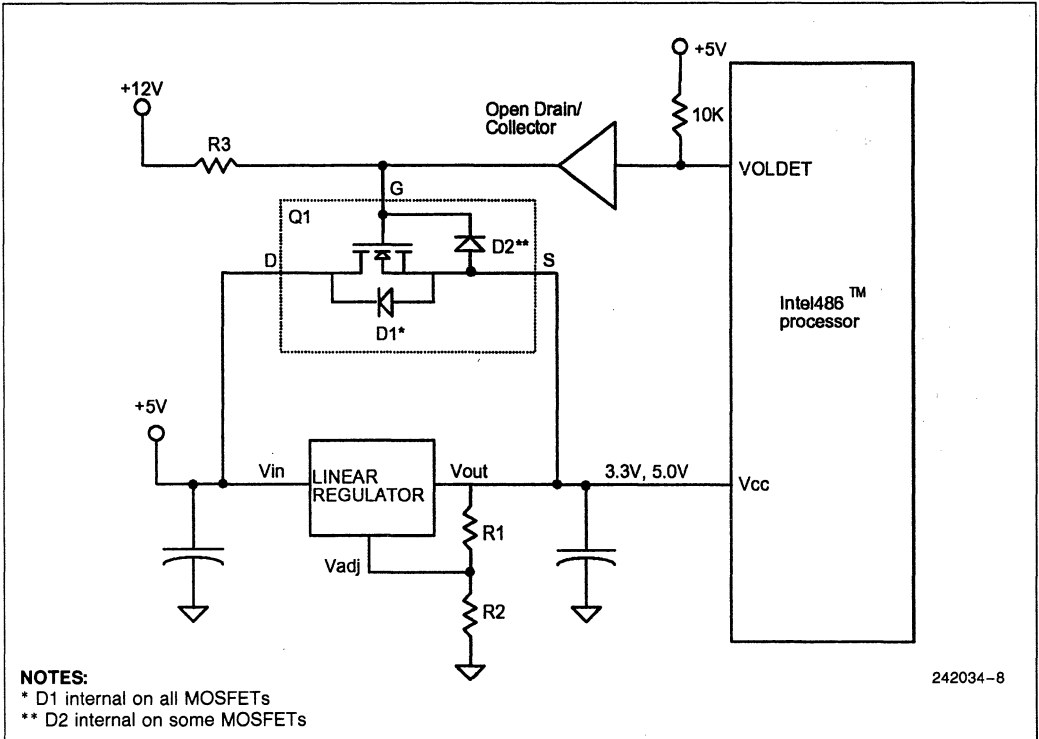 +5V
+12V
Open Drain/
Collector
10K
R3
VOLDET
G
Q1
D2**
D
S
Intel486 TM
processor
D1*
+5V
Vin
LINEAR
REGULATOR
Vout
3.3V, 5.0V
Vcc
R1
Vadj
R2
NOTES:
* D1 internal on all MOSFETs
** D2 internal on some MOSFETs
242034-8